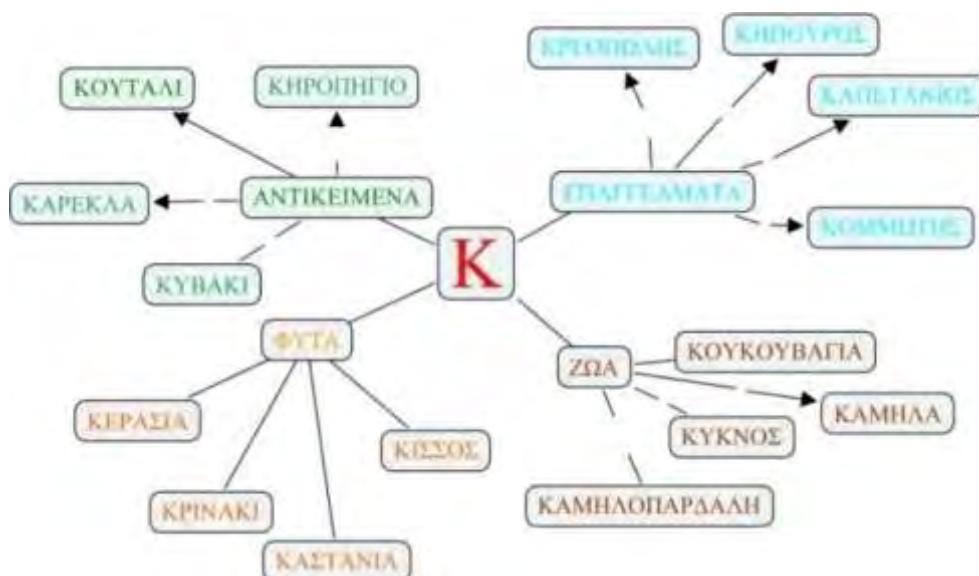 ΚΡΕΟΠΩΛΗΣ
ΚΗΠΟΥΡΟΣ
ΚΟΥΤΑΛΙ
ΚΗΡΟΠΗΓΙΟ
ΚΑΠΕΤΑΝΙΟΣ
ΚΑΡΕΚΛΑ
ΑΝΤΙΚΕΙΜΕΝΑ
ΕΠΑΓΓΕΛΜΑΤΑ
ΚΟΜΜΩΤΗΣ
Κ
ΚΥΒΑΚΙ
ΦΥΤΑ
ΖΩΑ
ΚΟΥΚΟΥΒΑΓΙΑ
ΚΕΡΑΣΙΑ
ΚΑΜΗΛΑ
ΚΙΣΣΟΣ
ΚΥΚΝΟΣ
ΚΡΙΝΑΚΙ
ΚΑΜΗΛΟΠΑΡΔΑΛΗ
ΚΑΣΤΑΝΙΑ